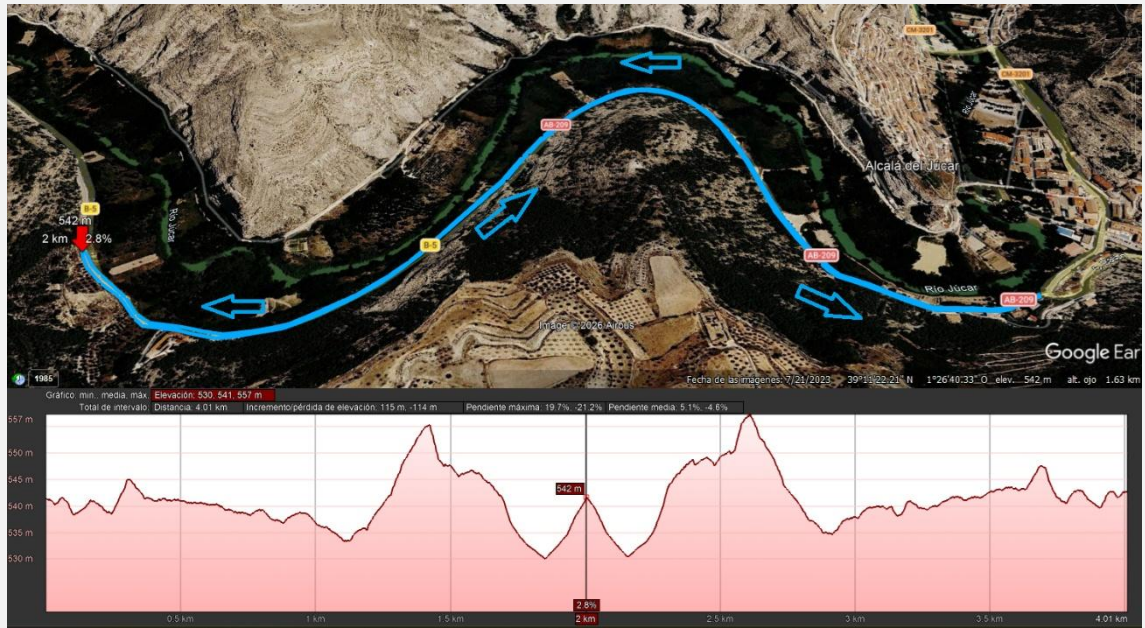 CM-3201
CM-3201
Río Júcar
AB-209
Alcalá del Júcar
B-5
542 m
2 km 2.8%
Río Júcar
B-5
AB-209
Río Júcar
AB-209
Image © 2026 Airbus
Google Ear
1985
Fecha de las imágenes: 7/21/2023 39°11'22.21" N 1°26'40.33" O elev. 542 m alt. ojo 1.63 km
Gráfico: mín., media, máx. Elevación: 530, 541, 557 m
Total de intervalo: Distancia: 4.01 km Incremento/pérdida de elevación: 115 m, -114 m Pendiente máxima: 19.7%, -21.2% Pendiente media: 5.1%, -4.6%
557 m
550 m
545 m
542 m
540 m
535 m
530 m
2.8%
0.5 km 1 km 1.5 km 2 km 2.5 km 3 km 3.5 km 4.01 km